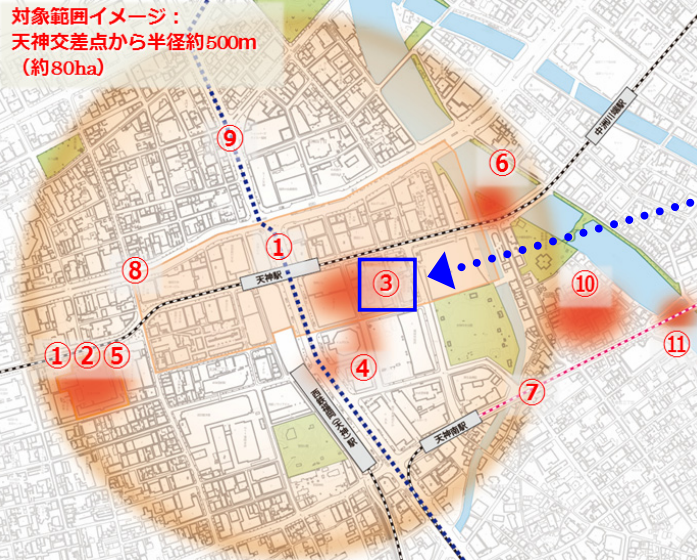 対象範囲イメージ：
天神交差点から半径約500m
（約80ha）
中洲川端駅
⑨
⑥
①
天神駅
③
⑧
⑩
①②⑤
④
⑪
⑦
西鉄福岡(天神)駅
天神南駅